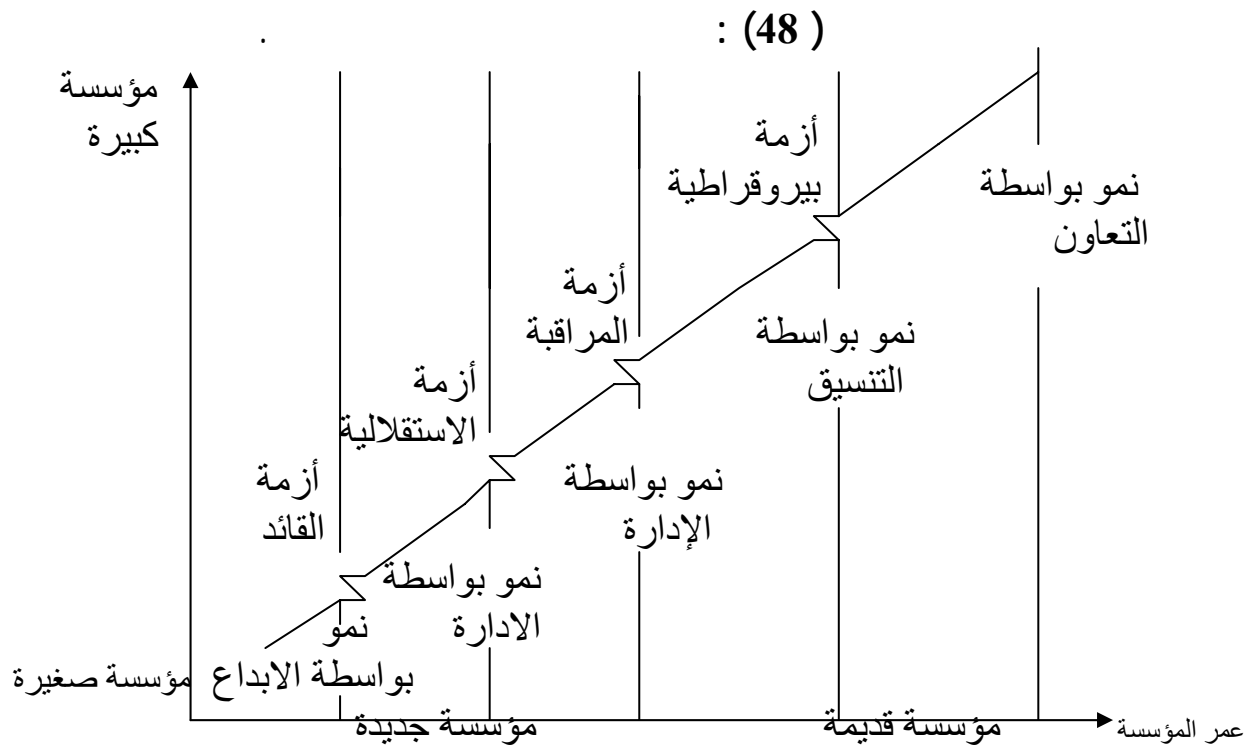 ( 48) : .
مؤسسة
كبيرة
أزمة
بيروقراطية
نمو بواسطة
التعاون
أزمة
المراقبة
نمو بواسطة
التنسيق
أزمة
الاستقلالية
أزمة
القائد
نمو بواسطة
الإدارة
نمو بواسطة
الادارة
نمو
بواسطة الابداع
مؤسسة صغيرة
مؤسسة جديدة
مؤسسة قديمة
عمر المؤسسة